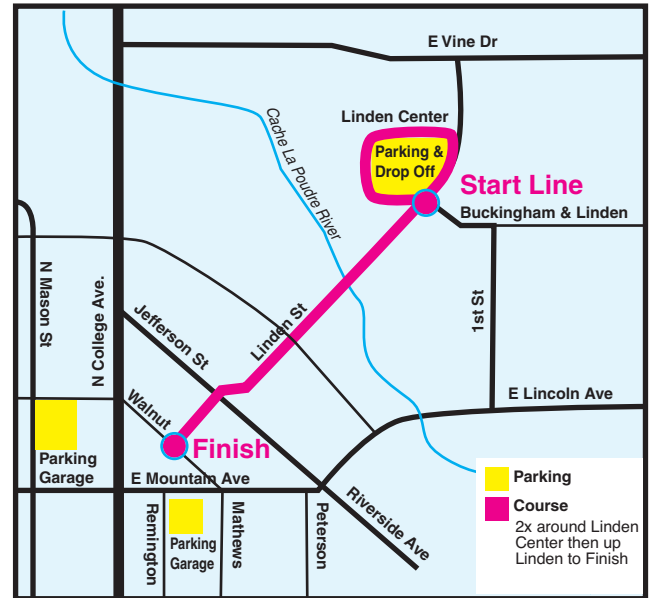 E Vine Dr
Linden Center
Parking &
Drop Off
Start Line
Buckingham & Linden
Cache La Poudre River
N Mason St
N College Ave.
Jefferson St
Linden St
1st St
Walnut
E Lincoln Ave
Finish
Parking
Garage
E Mountain Ave
Remington
Parking
Garage
Mathews
Peterson
Riverside Ave
Parking
Course
2x around Linden
Center then up
Linden to Finish